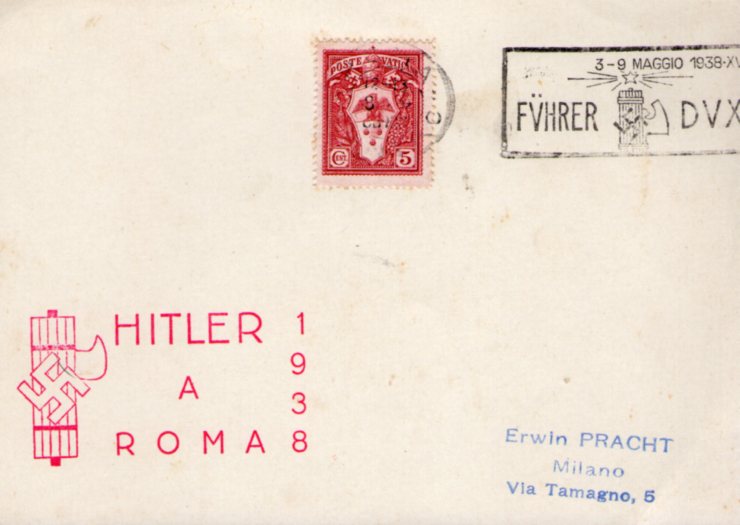 POSTE VATICANE
CENT. 5
3-9 MAGGIO 1938·XV
FVHRER DVX
HITLER
A
ROMA
1
9
3
8
Erwin PRACHT
Milano
Via Tamagno, 5